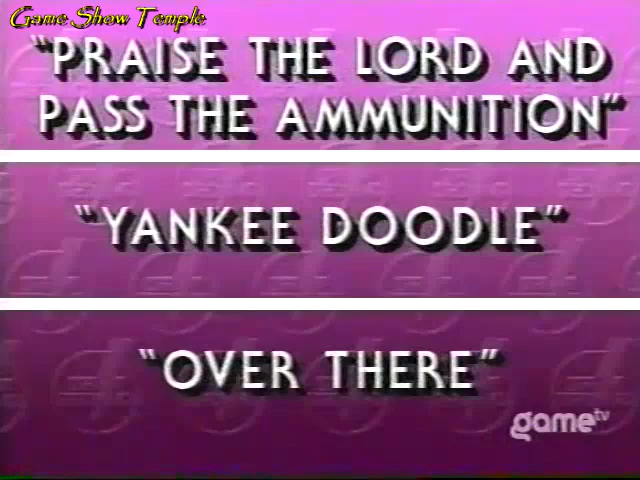 Game Show Temple
"PRAISE THE LORD AND
PASS THE AMMUNITION"
"YANKEE DOODLE"
"OVER THERE"
gametv